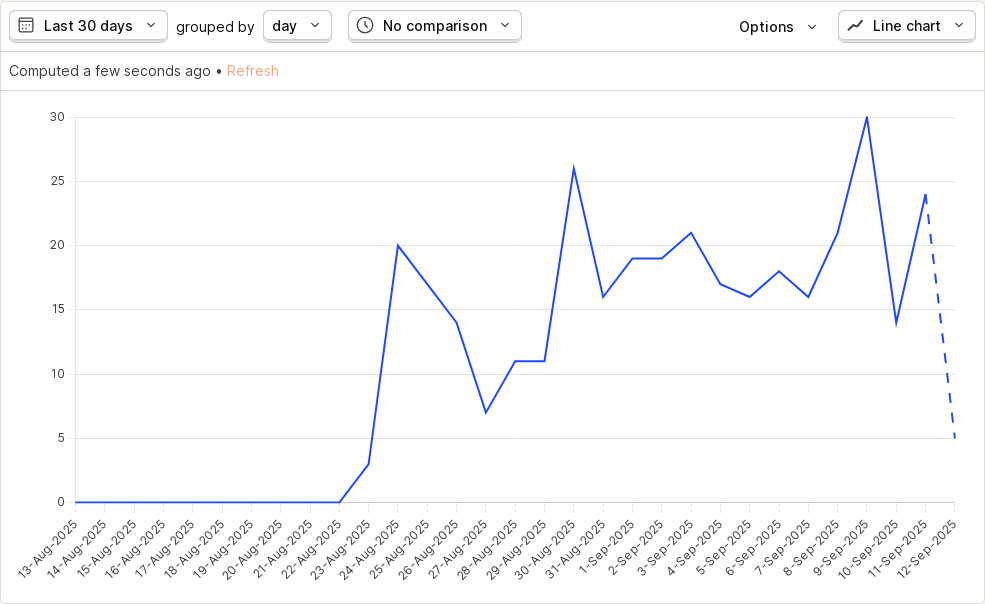 Last 30 days grouped by day No comparison Options Line chart
Computed a few seconds ago • Refresh
30
25
20
15
10
5
0
13-Aug-2025
14-Aug-2025
15-Aug-2025
16-Aug-2025
17-Aug-2025
18-Aug-2025
19-Aug-2025
20-Aug-2025
21-Aug-2025
22-Aug-2025
23-Aug-2025
24-Aug-2025
25-Aug-2025
26-Aug-2025
27-Aug-2025
28-Aug-2025
29-Aug-2025
30-Aug-2025
31-Aug-2025
1-Sep-2025
2-Sep-2025
3-Sep-2025
4-Sep-2025
5-Sep-2025
6-Sep-2025
7-Sep-2025
8-Sep-2025
9-Sep-2025
10-Sep-2025
11-Sep-2025
12-Sep-2025